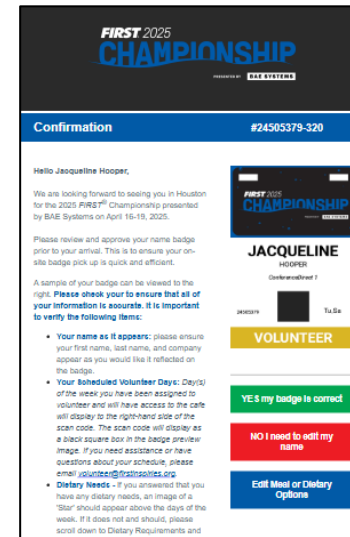 FIRST 2025
CHAMPIONSHIP
PRESENTED BY BAE SYSTEMS
Confirmation #24505379-320
Hello Jacqueline Hooper,
We are looking forward to seeing you in Houston
for the 2025 FIRST® Championship presented
by BAE Systems on April 16-19, 2025.
Please review and approve your name badge
prior to your arrival. This is to ensure your on-
site badge pick up is quick and efficient.
A sample of your badge can be viewed to the
right. Please check your to ensure that all of
your information is accurate. It is important
to verify the following items:
• Your name as it appears: please ensure
your first name, last name, and company
appear as you would like it reflected on
the badge.
• Your Scheduled Volunteer Days: Day(s)
of the week you have been assigned to
volunteer and will have access to the cafe
will display to the right-hand side of the
scan code. The scan code will display as
a black square box in the badge preview
image. If you need assistance or have
questions about your schedule, please
email volunteer@firstinspires.org.
• Dietary Needs - If you answered that you
have any dietary needs, an image of a
"Star" should appear above the days of the
week. If it does not and should, please
scroll down to Dietary Requirements and
FIRST 2025
CHAMPIONSHIP
JACQUELINE
HOOPER
ConferenceDirect 1
24505379
Tu,Sa
VOLUNTEER
YES my badge is correct
NO I need to edit my
name
Edit Meal or Dietary
Options